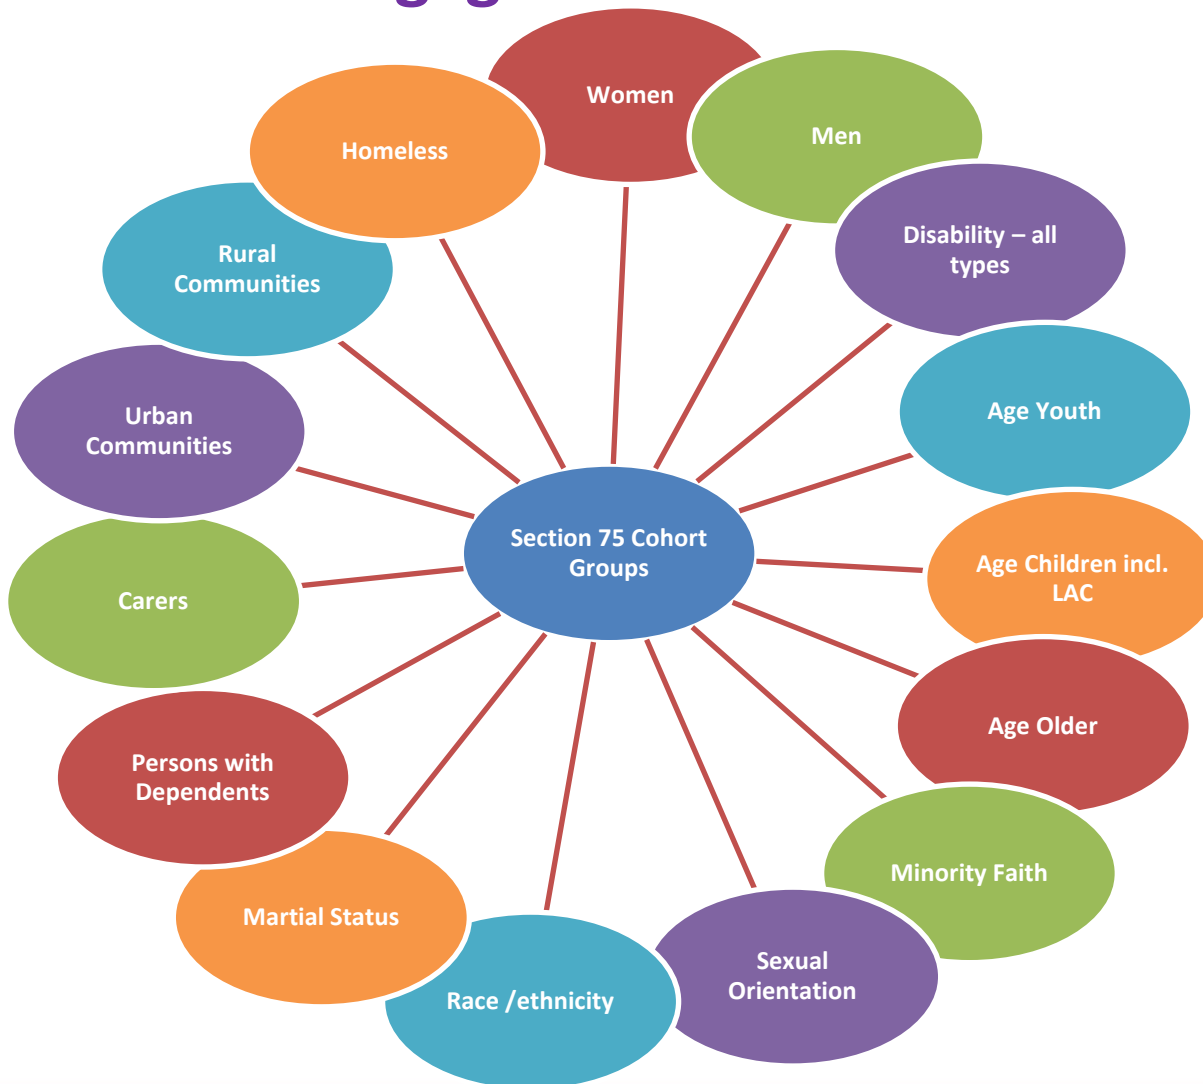 Women
Men
Disability – all
types
Age Youth
Age Children incl.
LAC
Age Older
Minority Faith
Sexual
Orientation
Race /ethnicity
Martial Status
Persons with
Dependents
Carers
Urban
Communities
Rural
Communities
Homeless
Section 75 Cohort
Groups